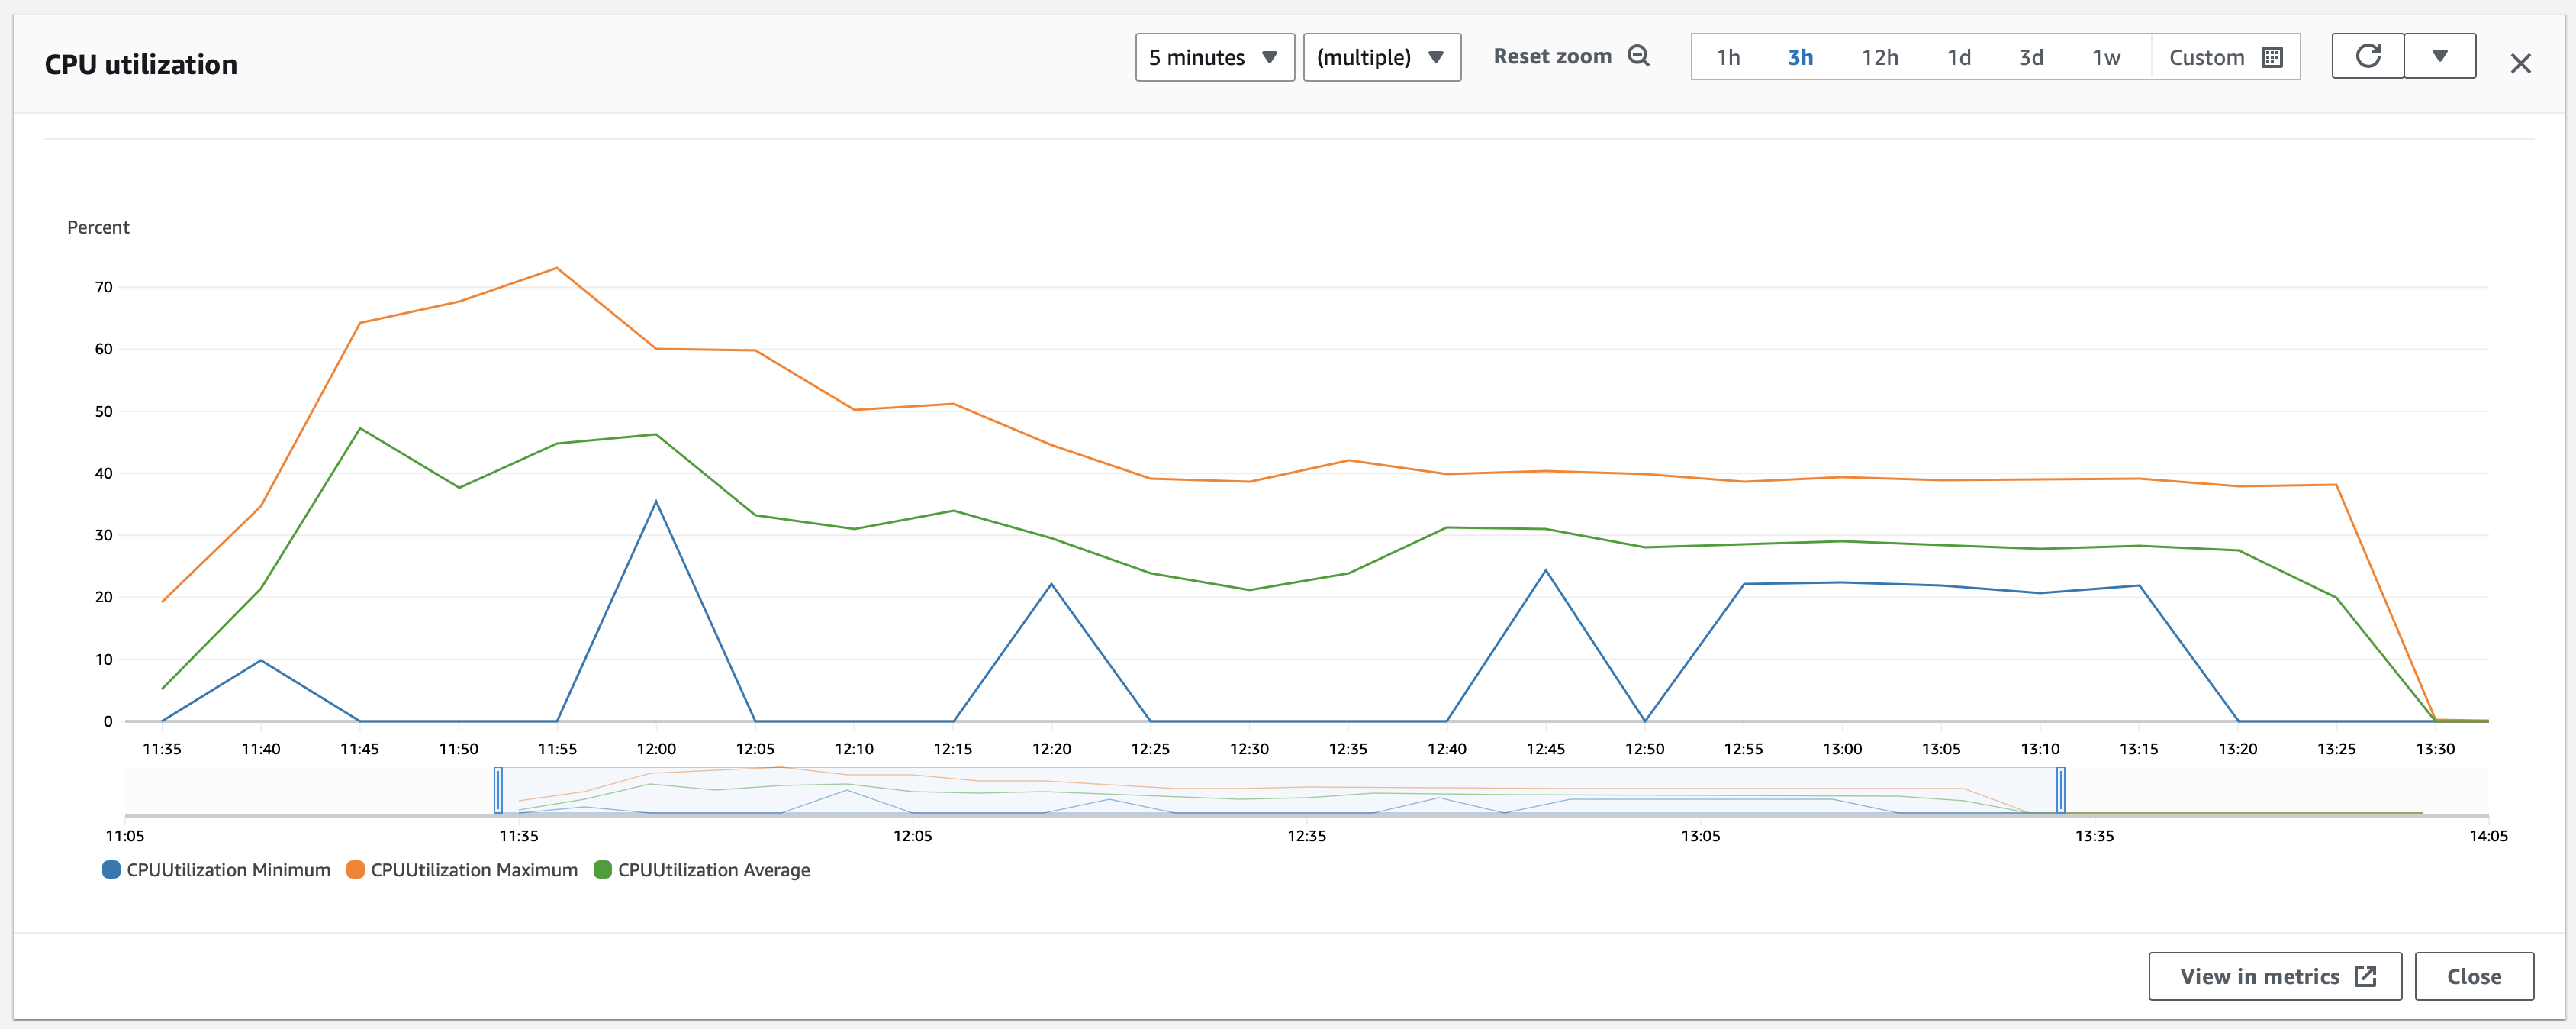 CPU utilization
5 minutes (multiple) Reset zoom 1h 3h 12h 1d 3d 1w Custom
Percent
70
60
50
40
30
20
10
0
11:35 11:40 11:45 11:50 11:55 12:00 12:05 12:10 12:15 12:20 12:25 12:30 12:35 12:40 12:45 12:50 12:55 13:00 13:05 13:10 13:15 13:20 13:25 13:30
11:05 11:35 12:05 12:35 13:05 13:35 14:05
CPUUtilization Minimum CPUUtilization Maximum CPUUtilization Average
View in metrics Close